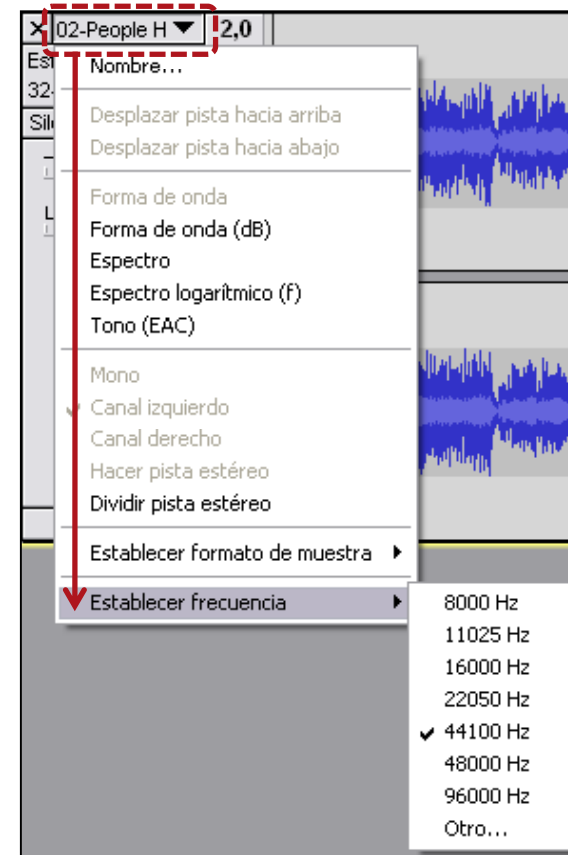 02-People H 2,0
Nombre...
32-
Desplazar pista hacia arriba
Desplazar pista hacia abajo
Forma de onda
Forma de onda (dB)
Espectro
Espectro logarítmico (f)
Tono (EAC)
Mono
Canal izquierdo
Canal derecho
Hacer pista estéreo
Dividir pista estéreo
Establecer formato de muestra
Establecer frecuencia
8000 Hz
11025 Hz
16000 Hz
22050 Hz
44100 Hz
48000 Hz
96000 Hz
Otro...